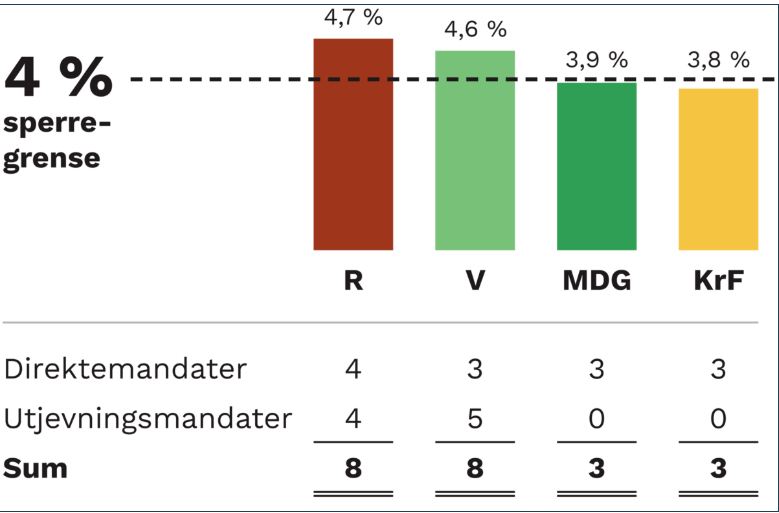 4,7 %
4,6 %
3,9 %
3,8 %
4 %
sperre-
grense
R V MDG KrF
Direktemandater 4 3 3 3
Utjevningsmandater 4 5 0 0
Sum 8 8 3 3